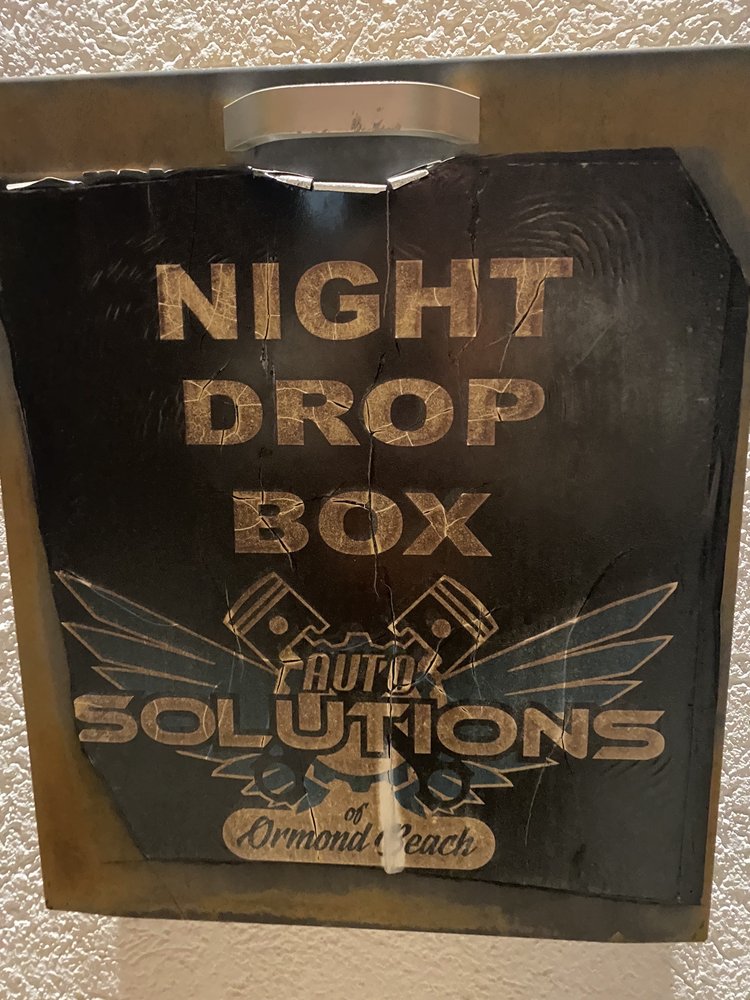 NIGHT
DROP
BOX
AUTO
SOLUTIONS
of
Ormond Beach